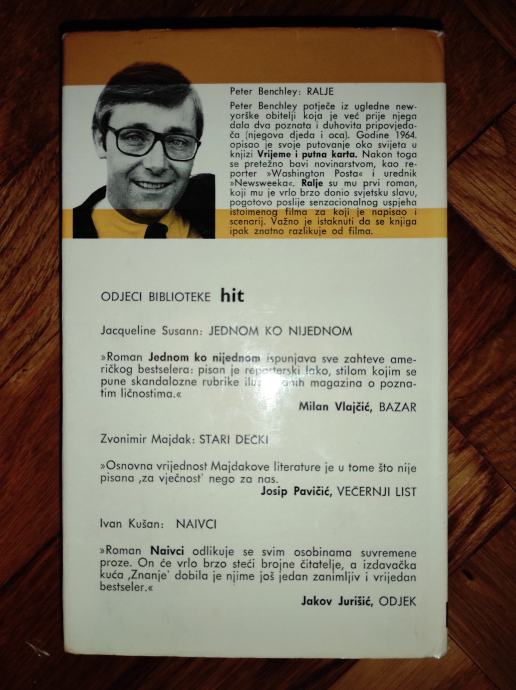 Peter Benchley: RALJE
Peter Benchley potječe iz ugledne new-
yorške obitelji koja je već prije njega
dala dva poznata i duhovita pripovjeda-
ča (njegova djeda i oca). Godine 1964.
opisao je svoje putovanje oko svijeta u
knjizi Vrijeme i putna karta. Nakon toga
se pretežno bavi novinarstvom, kao re-
porter »Washington Posta« i urednik
»Newsweeka«. Ralje su mu prvi roman,
koji mu je vrlo brzo donio svjetsku slavu,
pogotovo poslije senzacionalnog uspjeha
istoimenog filma za koji je napisao i
scenarij. Važno je istaknuti da se knjiga
ipak znatno razlikuje od filma.
ODJECI BIBLIOTEKE hit
Jacqueline Susann: JEDNOM KO NIJEDNOM
»Roman Jednom ko nijednom ispunjava sve zahteve ame-
ričkog bestselera: pisan je reporterski lako, stilom kojim se
pune skandalozne rubrike magazina o pozna-
tim ličnostima.«
Milan Vlajčić, BAZAR
Zvonimir Majdak: STARI DEČKI
»Osnovna vrijednost Majdakove literature je u tome što nije
pisana ‚za vječnost' nego za nas.
Josip Pavičić, VEČERNJI LIST
Ivan Kušan: NAIVCI
»Roman Naivci odlikuje se svim osobinama suvremene
proze. On će vrlo brzo steći brojne čitatelje, a izdavačka
kuća ‚Znanje' dobila je njime još jedan zanimljiv i vrijedan
bestseler.«
Jakov Jurišić, ODJEK